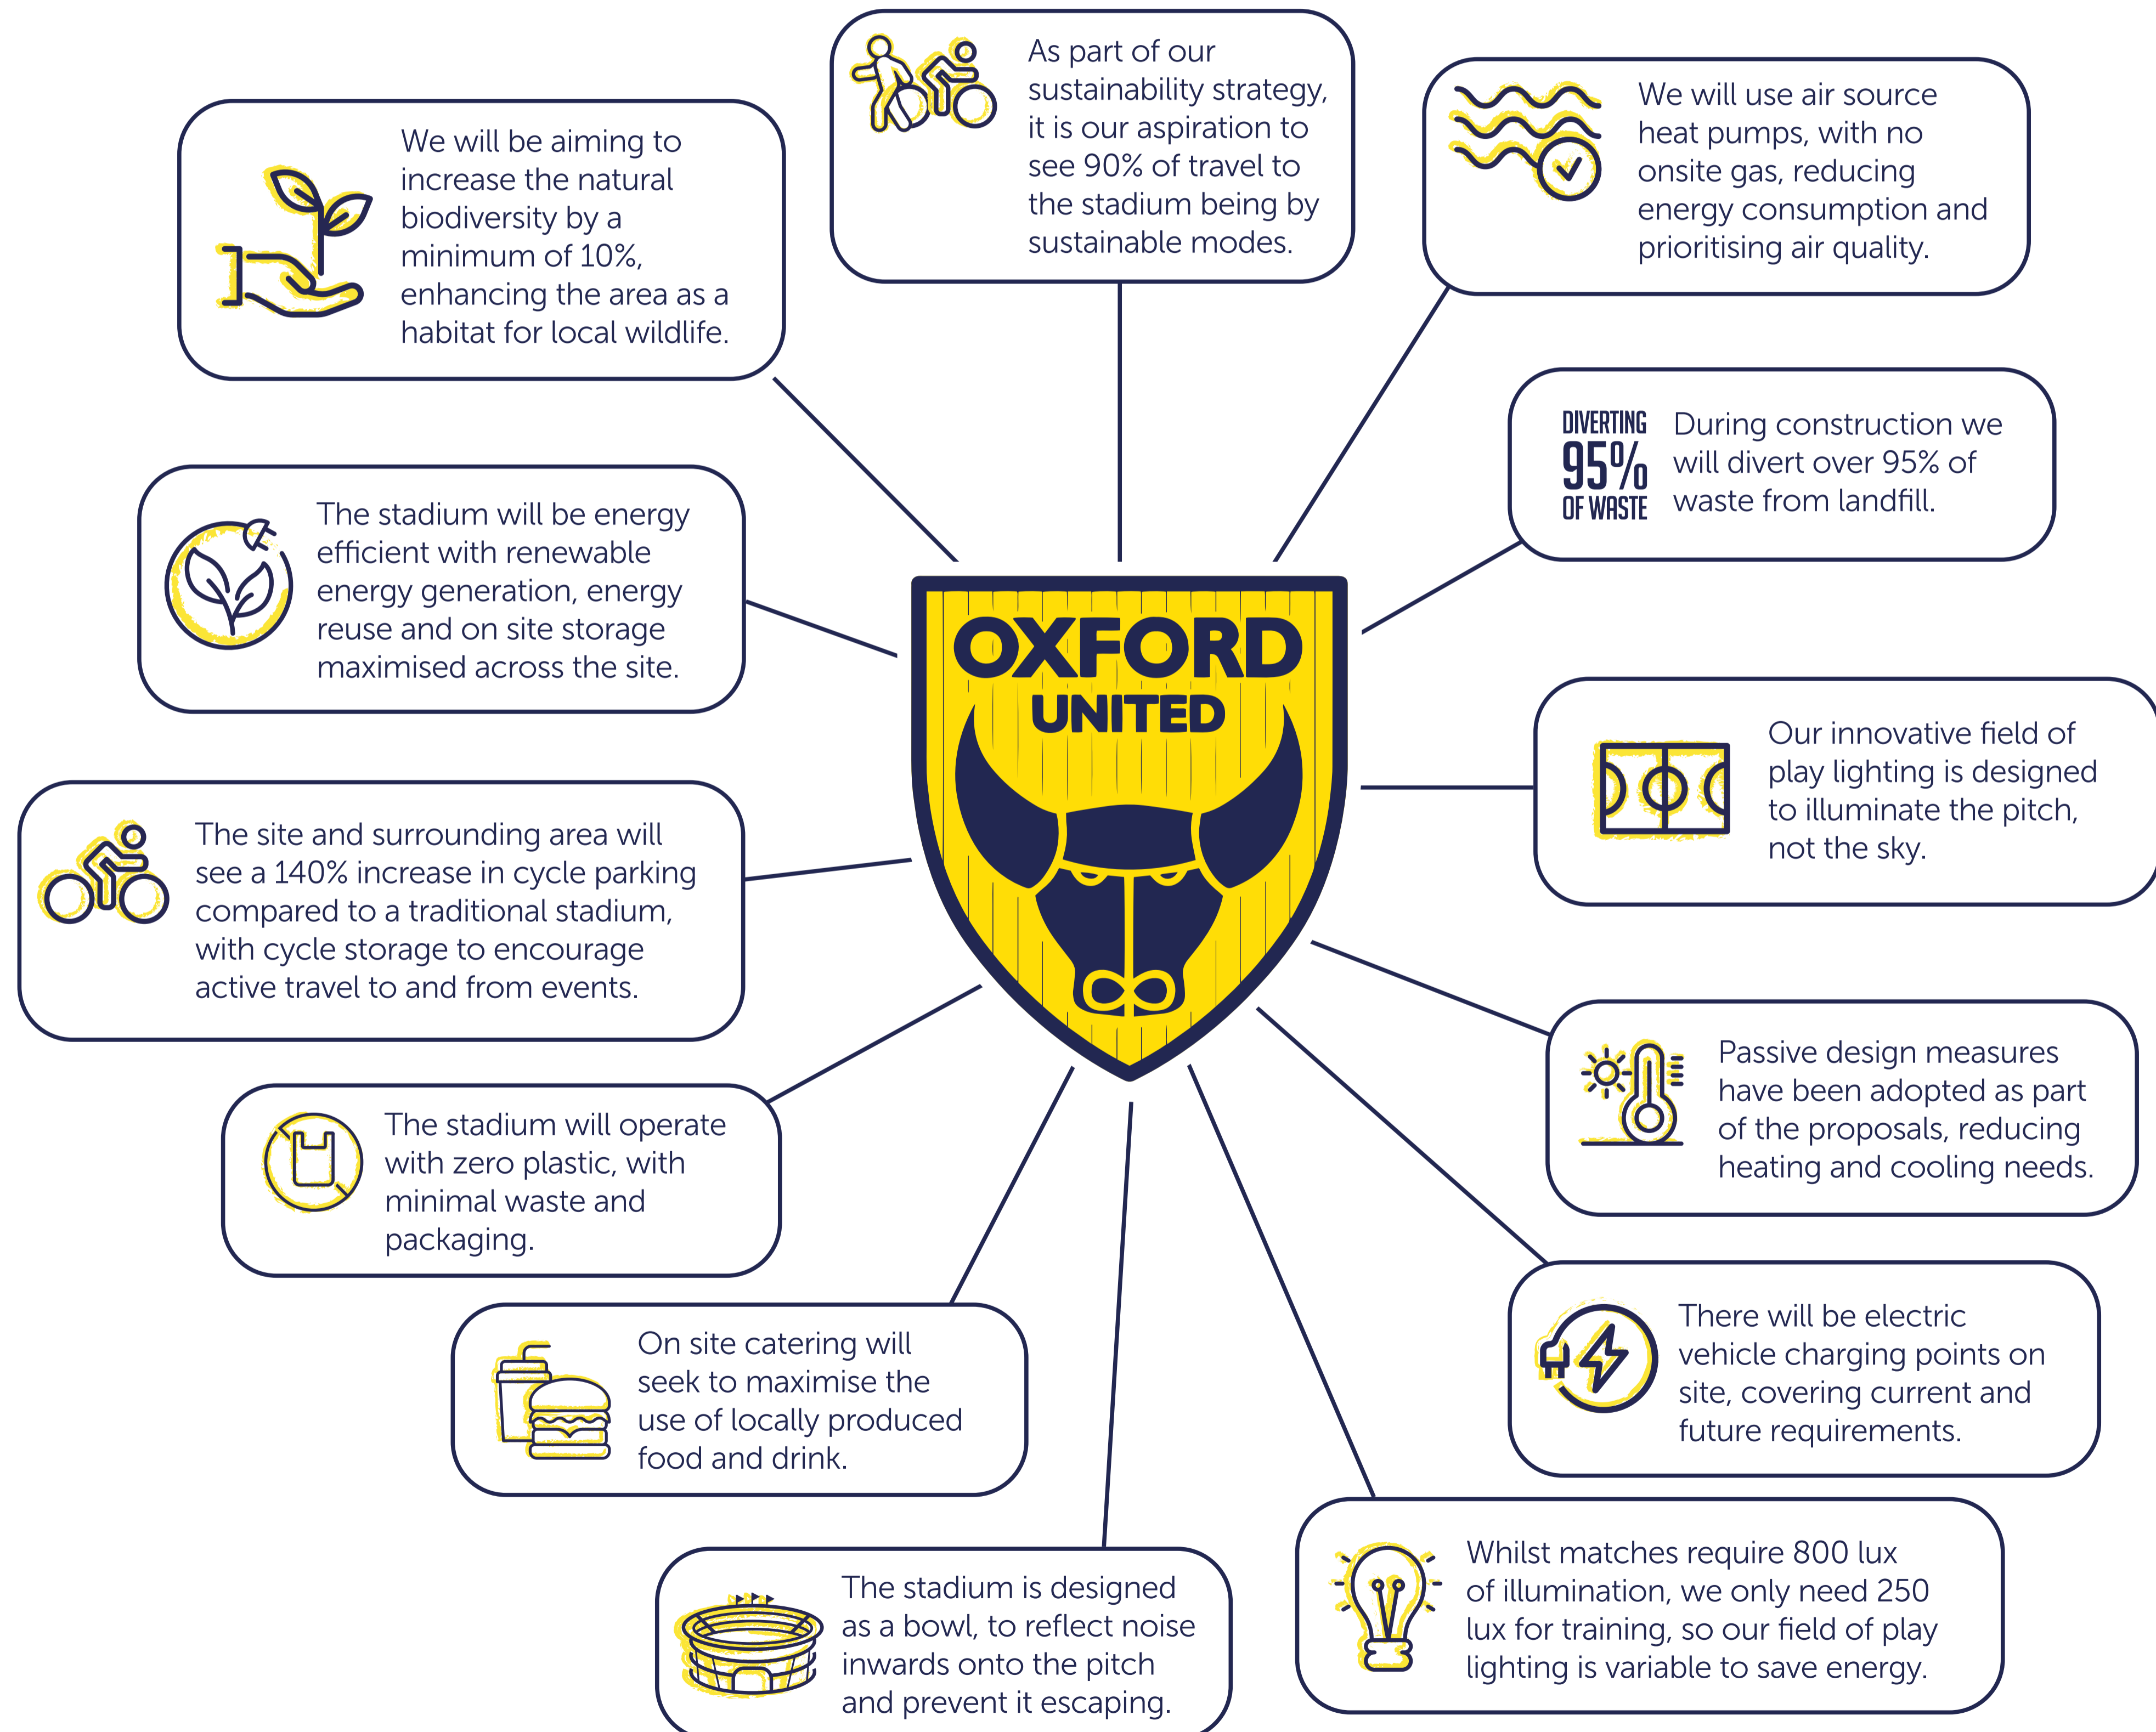 As part of our
sustainability strategy,
it is our aspiration to
see 90% of travel to
the stadium being by
sustainable modes.
We will use air source
heat pumps, with no
onsite gas, reducing
energy consumption and
prioritising air quality.
We will be aiming to
increase the natural
biodiversity by a
minimum of 10%,
enhancing the area as a
habitat for local wildlife.
DIVERTING
95%
OF WASTE
During construction we
will divert over 95% of
waste from landfill.
The stadium will be energy
efficient with renewable
energy generation, energy
reuse and on site storage
maximised across the site.
OXFORD
UNITED
Our innovative field of
play lighting is designed
to illuminate the pitch,
not the sky.
The site and surrounding area will
see a 140% increase in cycle parking
compared to a traditional stadium,
with cycle storage to encourage
active travel to and from events.
Passive design measures
have been adopted as part
of the proposals, reducing
heating and cooling needs.
The stadium will operate
with zero plastic, with
minimal waste and
packaging.
There will be electric
vehicle charging points on
site, covering current and
future requirements.
On site catering will
seek to maximise the
use of locally produced
food and drink.
Whilst matches require 800 lux
of illumination, we only need 250
lux for training, so our field of play
lighting is variable to save energy.
The stadium is designed
as a bowl, to reflect noise
inwards onto the pitch
and prevent it escaping.